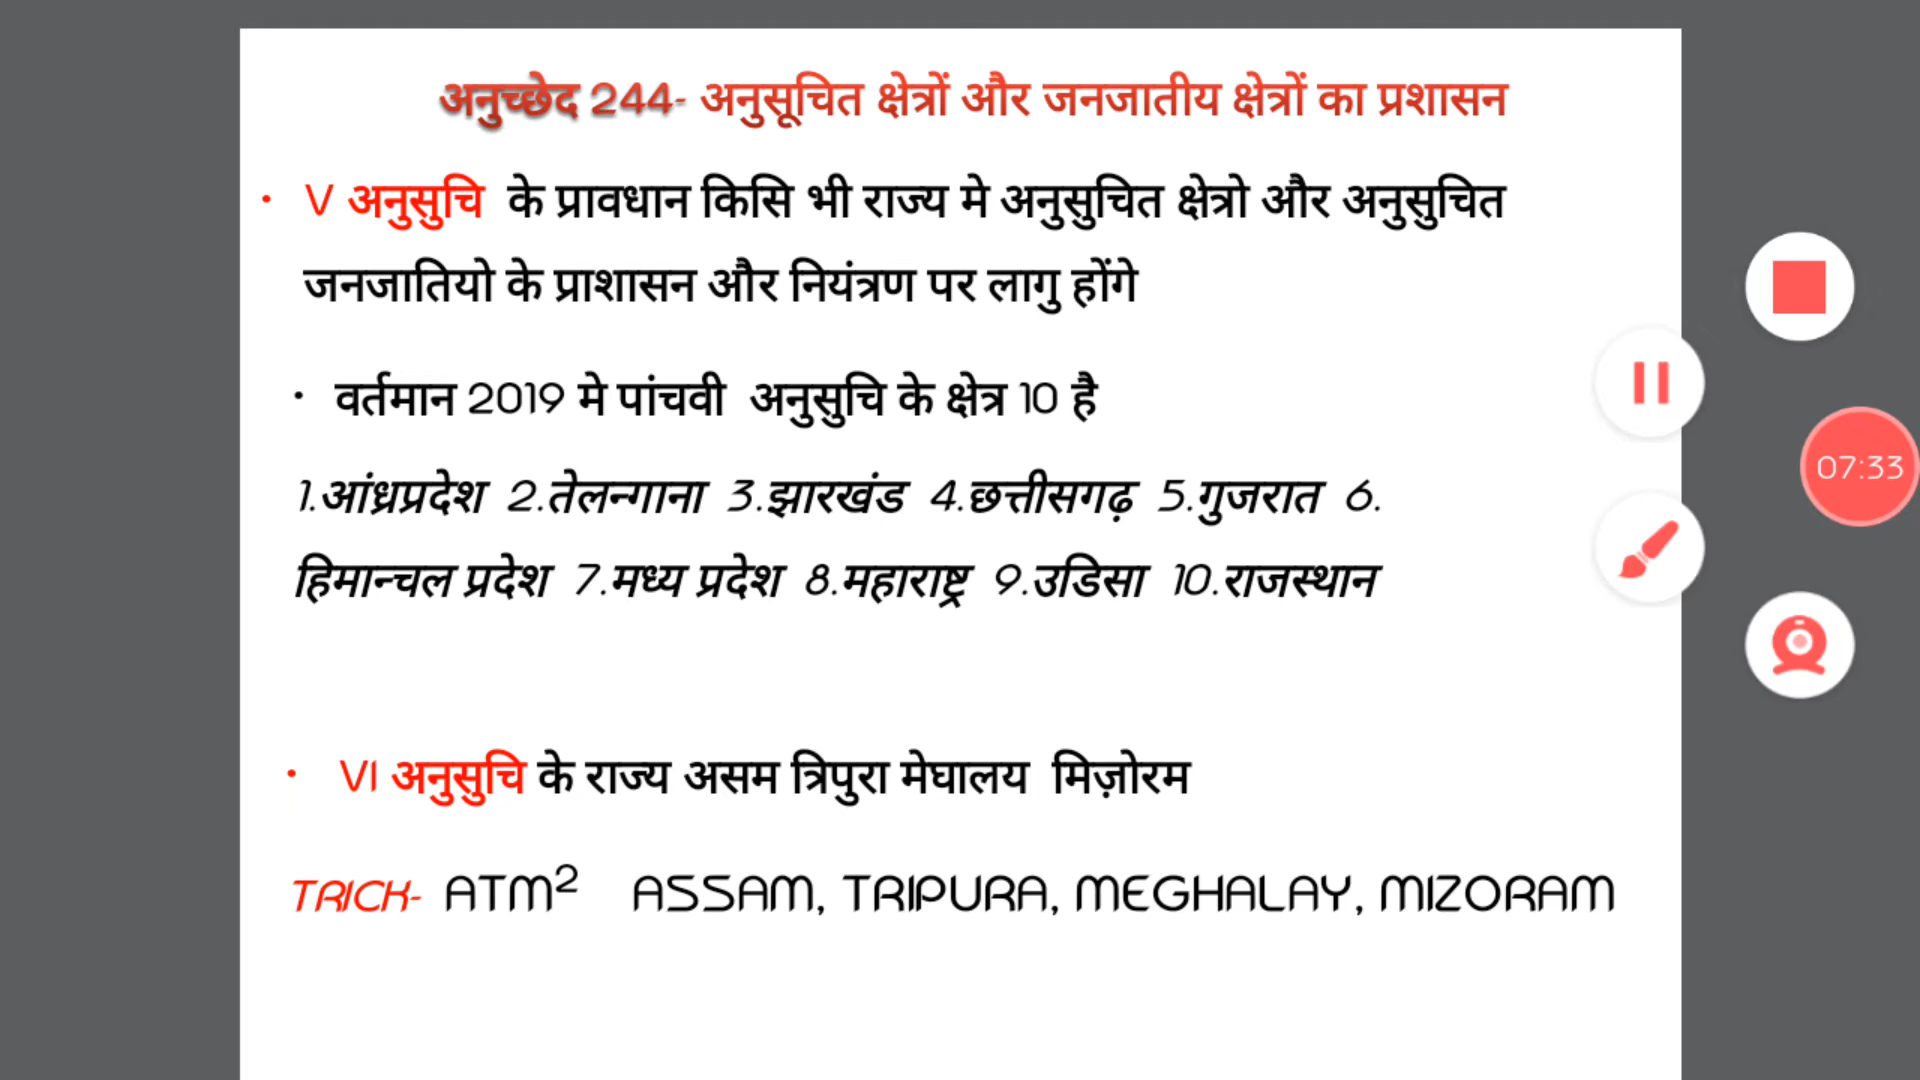 अनुच्छेद 244- अनुसूचित क्षेत्रों और जनजातीय क्षेत्रों का प्रशासन
• V अनुसुचि के प्रावधान किसि भी राज्य मे अनुसुचित क्षेत्रो और अनुसुचित
जनजातियो के प्राशासन और नियंत्रण पर लागु होंगे
• वर्तमान 2019 मे पांचवी अनुसुचि के क्षेत्र 10 है
1.आंध्रप्रदेश 2.तेलन्गाना 3.झारखंड 4.छत्तीसगढ़ 5.गुजरात 6.
हिमान्चल प्रदेश 7.मध्य प्रदेश 8.महाराष्ट्र 9.उडिसा 10.राजस्थान
• VI अनुसुचि के राज्य असम त्रिपुरा मेघालय मिज़ोरम
TRICK- ATM² ASSAM, TRIPURA, MEGHALAY, MIZORAM
07:33